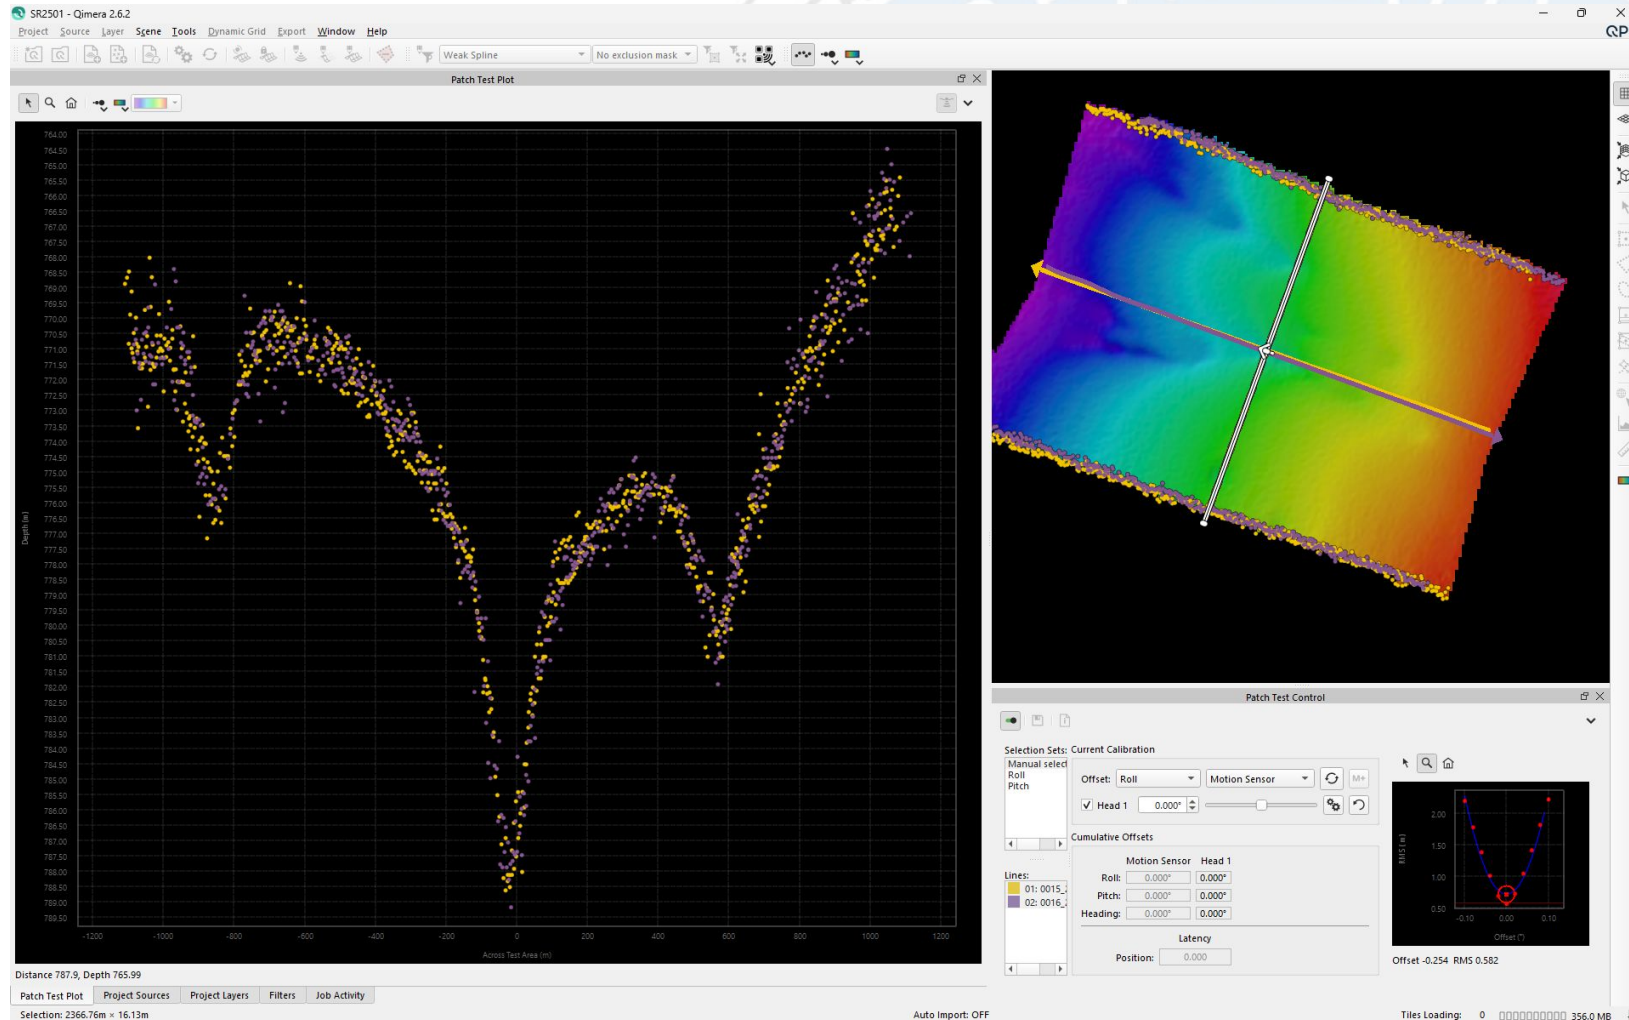 SR2501 - Qimera 2.6.2
Project Source Layer Scene Tools Dynamic Grid Export Window Help
QP
Weak Spline
No exclusion mask
Patch Test Plot
764.00
764.50
765.00
765.50
766.00
766.50
767.00
767.50
768.00
768.50
769.00
769.50
770.00
770.50
771.00
771.50
772.00
772.50
773.00
773.50
774.00
774.50
775.00
775.50
776.00
776.50
777.00
777.50
778.00
778.50
779.00
779.50
780.00
780.50
781.00
781.50
782.00
782.50
783.00
783.50
784.00
784.50
785.00
785.50
786.00
786.50
787.00
787.50
788.00
788.50
789.00
789.50
Depth (m)
-1200 -1000 -800 -600 -400 -200 0 200 400 600 800 1000 1200
Across Test Area (m)
Distance 787.9, Depth 765.99
Patch Test Plot Project Sources Project Layers Filters Job Activity
Selection: 2366.76m × 16.13m
Auto Import: OFF
Patch Test Control
Selection Sets:
Manual select
Roll
Pitch
Lines:
01: 0015_2
02: 0016_2
Current Calibration
Offset: Roll Motion Sensor M+
Head 1 0.000°
Cumulative Offsets
Motion Sensor Head 1
Roll: 0.000° 0.000°
Pitch: 0.000° 0.000°
Heading: 0.000° 0.000°
Latency
Position: 0.000
RMS (m)
2.00
1.50
1.00
0.50
-0.10 0.00 0.10
Offset (°)
Offset -0.254 RMS 0.582
Tiles Loading: 0 356.0 MB